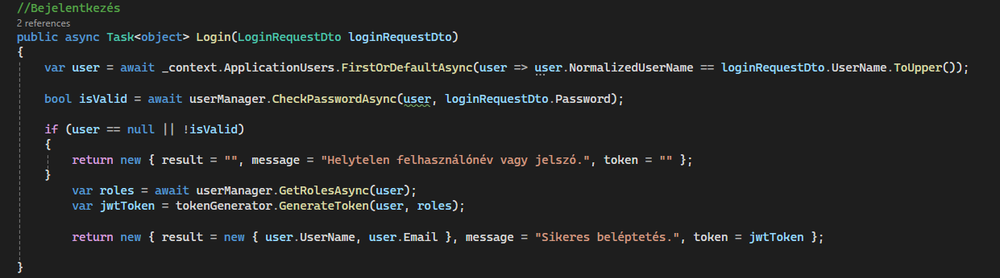 //Bejelentkezés
2 references
public async Task<object> Login(LoginRequestDto loginRequestDto)
{
    var user = await _context.ApplicationUsers.FirstOrDefaultAsync(user => user.NormalizedUserName == loginRequestDto.UserName.ToUpper());
    bool isValid = await userManager.CheckPasswordAsync(user, loginRequestDto.Password);
    if (user == null || !isValid)
    {
        return new { result = "", message = "Helytelen felhasználónév vagy jelszó.", token = "" };
    }
        var roles = await userManager.GetRolesAsync(user);
        var jwtToken = tokenGenerator.GenerateToken(user, roles);
        return new { result = new { user.UserName, user.Email }, message = "Sikeres beléptetés.", token = jwtToken };
}